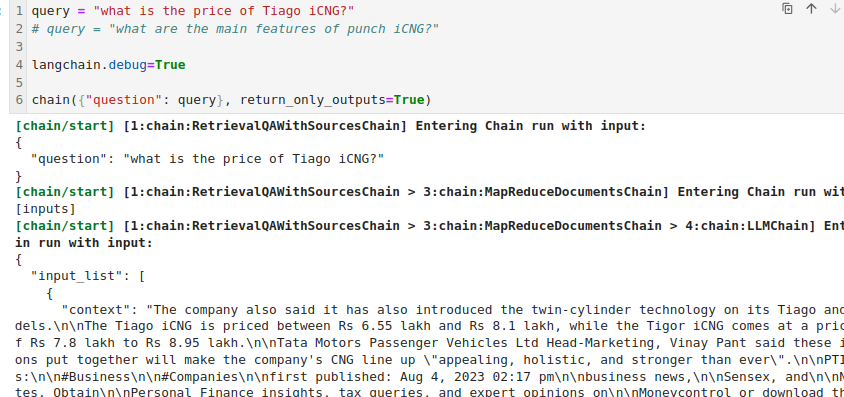 1 query = "what is the price of Tiago iCNG?"
2 # query = "what are the main features of punch iCNG?"
3
4 langchain.debug=True
5
6 chain({"question": query}, return_only_outputs=True)
[chain/start] [1:chain:RetrievalQAWithSourcesChain] Entering Chain run with input:
{
"question": "what is the price of Tiago iCNG?"
}
[chain/start] [1:chain:RetrievalQAWithSourcesChain > 3:chain:MapReduceDocumentsChain] Entering Chain run wit
[inputs]
[chain/start] [1:chain:RetrievalQAWithSourcesChain > 3:chain:MapReduceDocumentsChain > 4:chain:LLMChain] Ent
in run with input:
{
"input_list": [
{
"context": "The company also said it has also introduced the twin-cylinder technology on its Tiago and
dels.\n\nThe Tiago iCNG is priced between Rs 6.55 lakh and Rs 8.1 lakh, while the Tigor iCNG comes at a pric
f Rs 7.8 lakh to Rs 8.95 lakh.\n\nTata Motors Passenger Vehicles Ltd Head-Marketing, Vinay Pant said these i
ons put together will make the company's CNG line up \"appealing, holistic, and stronger than ever\".\n\nPTI
s:\n\n#Business\n\n#Companies\n\nfirst published: Aug 4, 2023 02:17 pm\n\nbusiness news,\n\nSensex, and\n\nN
tes. Obtain\n\nPersonal Finance insights, tax queries, and expert opinions on\n\nMoneycontrol or download th